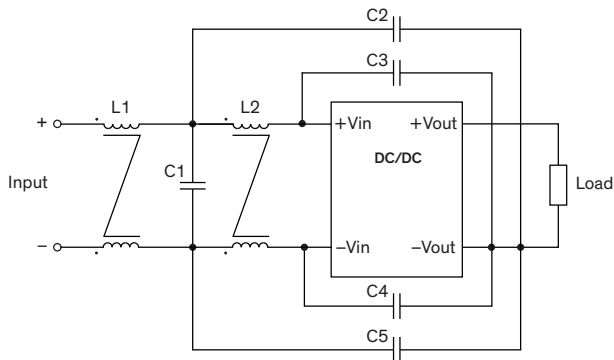 C2
C3
L1
L2
+
+Vin
+Vout
DC/DC
C1
Input
Load
−
−Vin
−Vout
C4
C5